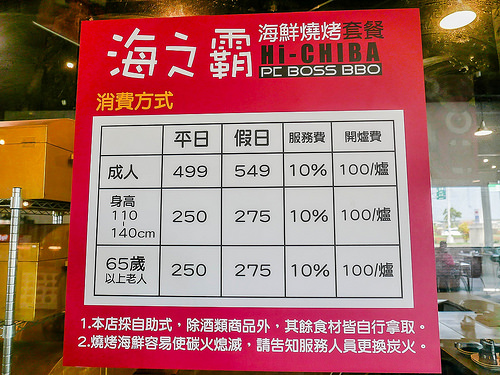 海之霸 海鮮燒烤套餐
Hi-CHIBA
PC BOSS BBQ
消費方式
平日 假日 服務費 開爐費
成人 499 549 10% 100/爐
身高
110
|
140cm 250 275 10% 100/爐
65歲
以上老人 250 275 10% 100/爐
1.本店採自助式,除酒類商品外,其餘食材皆自行拿取。
2.燒烤海鮮容易使碳火熄滅,請告知服務人員更換炭火。